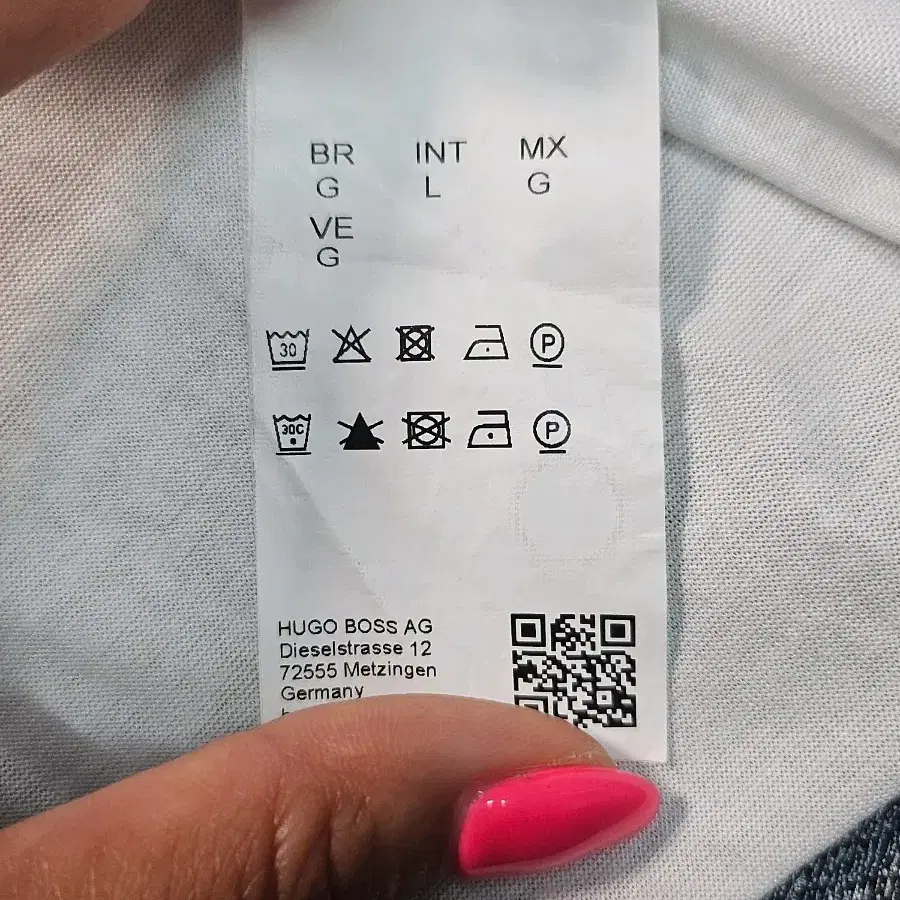 BR INT MX
G L G
VE
G
30 P
30C P
HUGO BOSS AG
Dieselstrasse 12
72555 Metzingen
Germany